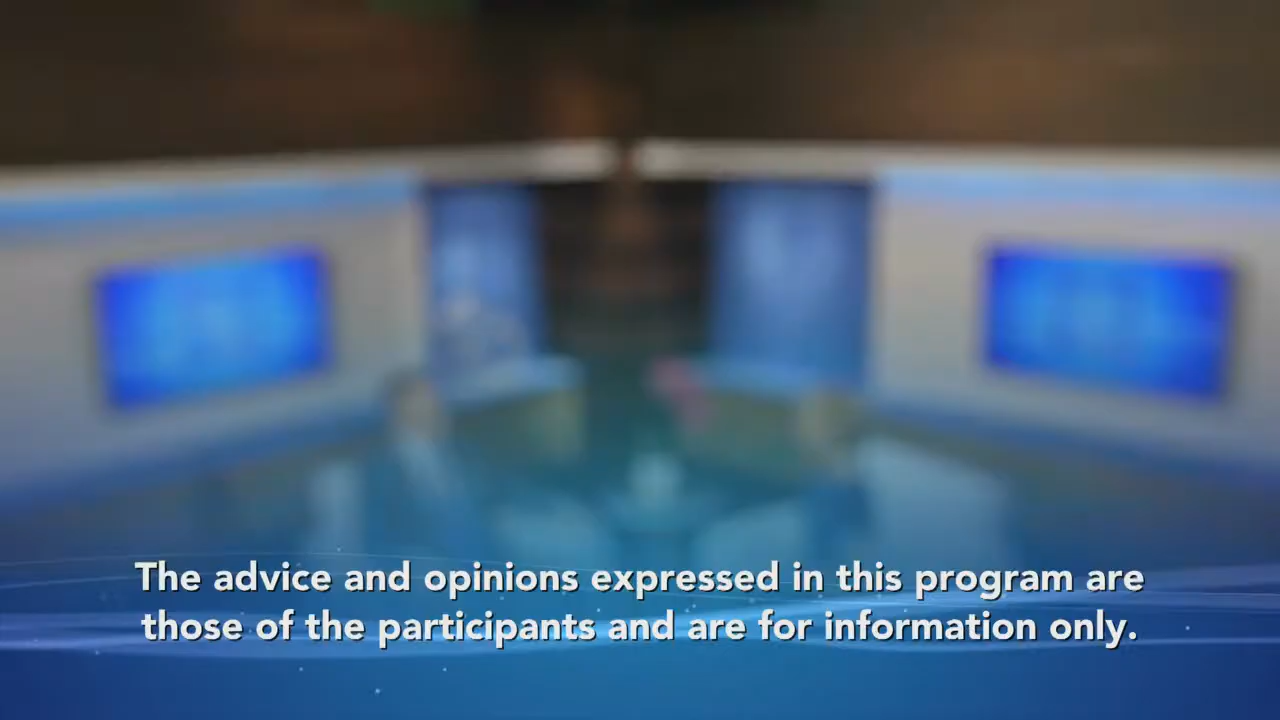 The advice and opinions expressed in this program are
those of the participants and are for information only.